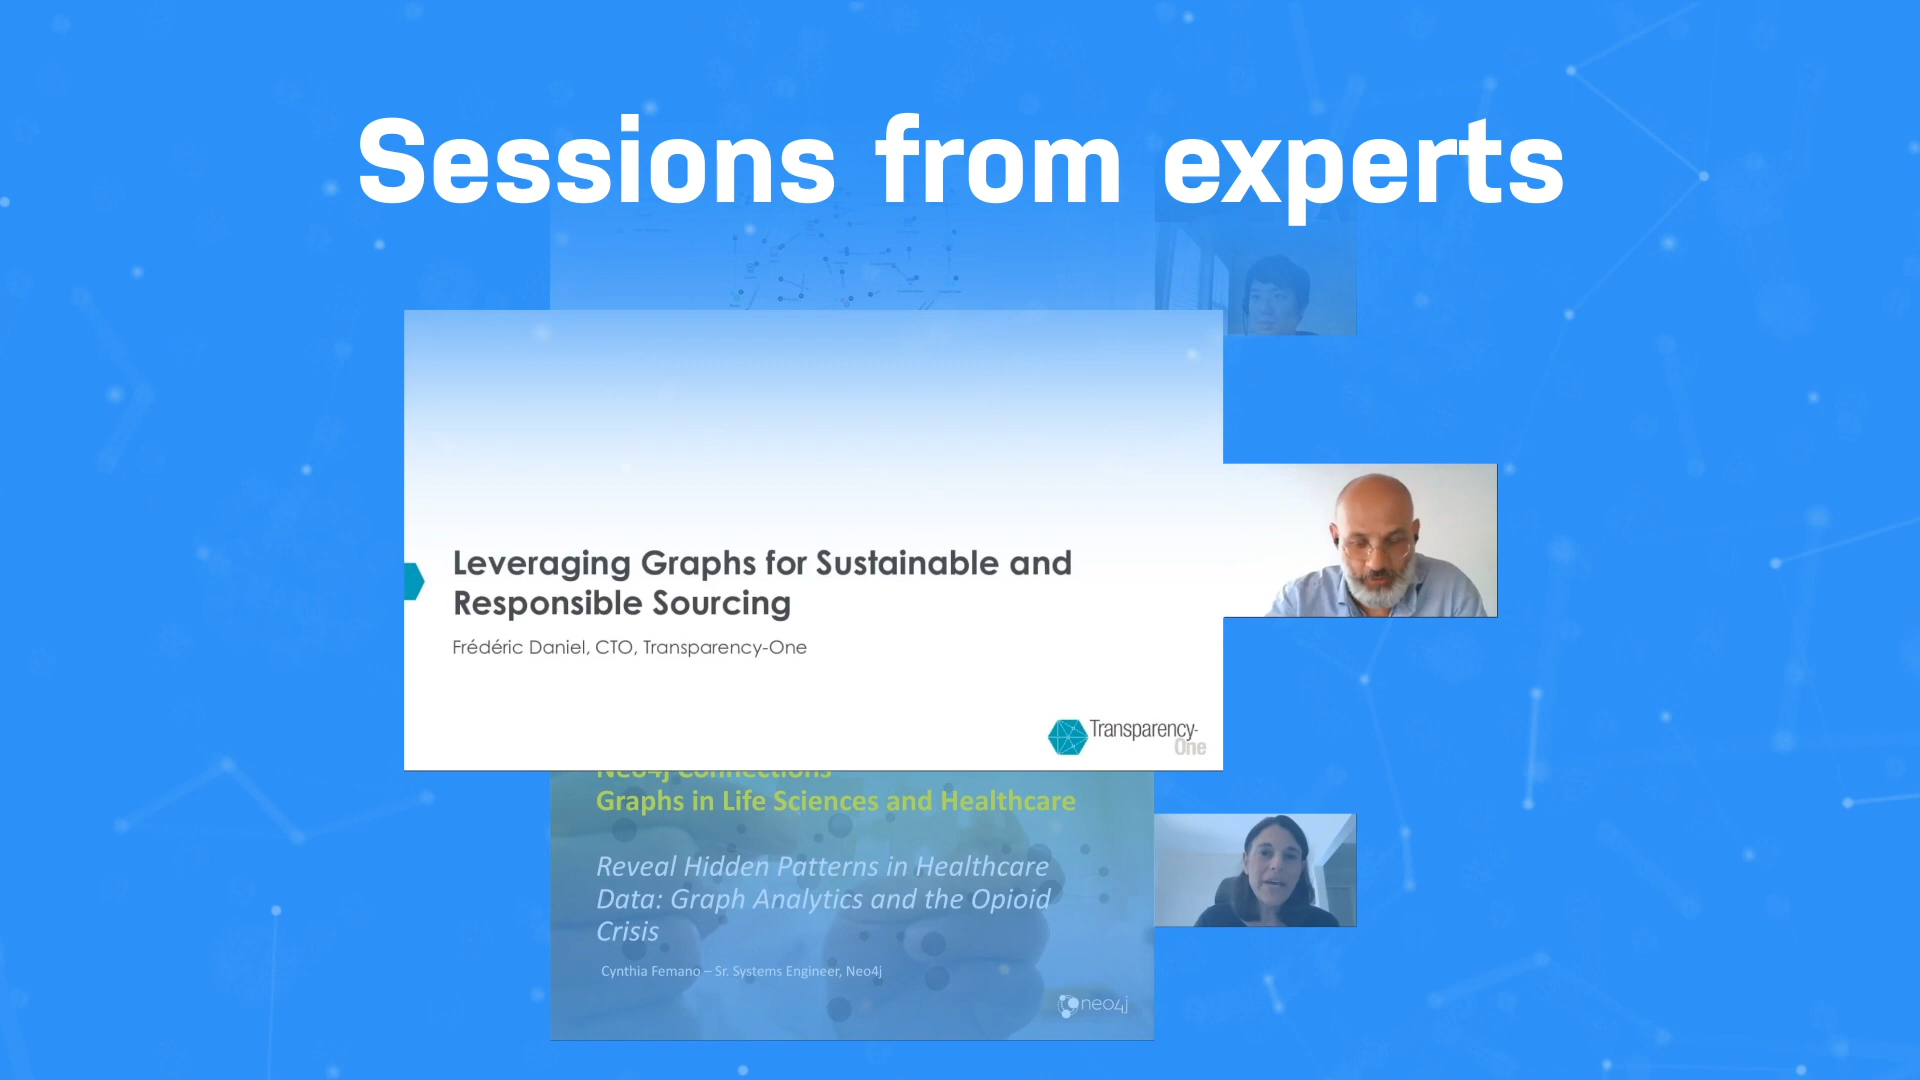 Sessions from experts
Leveraging Graphs for Sustainable and
Responsible Sourcing
Frédéric Daniel, CTO, Transparency-One
Transparency-
One
Neo4j Connections
Graphs in Life Sciences and Healthcare
Reveal Hidden Patterns in Healthcare
Data: Graph Analytics and the Opioid
Crisis
Cynthia Femano – Sr. Systems Engineer, Neo4j
neo4j